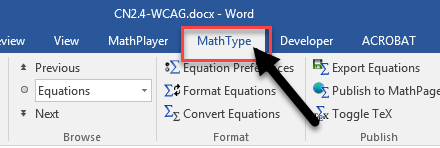 CN2.4-WCAG.docx - Word
eview View MathPlayer MathType Developer ACROBAT
Previous Equation Preferences Export Equations
Equations Format Equations Publish to MathPage
Next Convert Equations Toggle TeX
Browse Format Publish